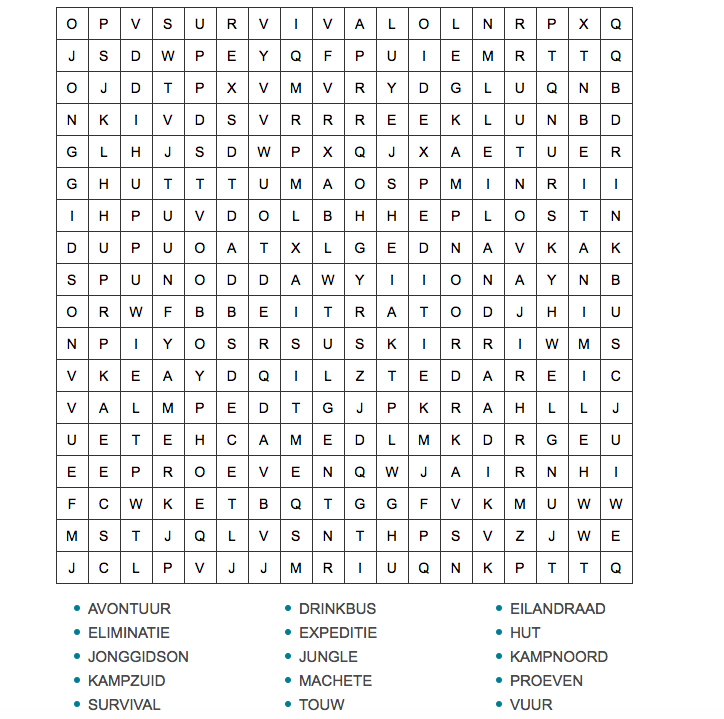 O P V S U R V I V A L O L N R P X Q
J S D W P E Y Q F P U I E M R T T Q
O J D T P X V M V R Y D G L U Q N B
N K I V D S V R R R E E K L U N B D
G L H J S D W P X Q J X A E T U E R
G H U T T T U M A O S P M I N R I I
I H P U V D O L B H H E P L O S T N
D U P U O A T X L G E D N A V K A K
S P U N O D D A W Y I I O N A Y N B
O R W F B B E I T R A T O D J H I U
N P I Y O S R S U S K I R R I W M S
V K E A Y D Q I L Z T E D A R E I C
V A L M P E D T G J P K R A H L L J
U E T E H C A M E D L M K D R G E U
E E P R O E V E N Q W J A I R N H I
F C W K E T B Q T G G F V K M U W W
M S T J Q L V S N T H P S V Z J W E
J C L P V J J M R I U Q N K P T T Q
• AVONTUUR • DRINKBUS • EILANDRAAD
• ELIMINATIE • EXPEDITIE • HUT
• JONGGIDSON • JUNGLE • KAMPNOORD
• KAMPZUID • MACHETE • PROEVEN
• SURVIVAL • TOUW • VUUR